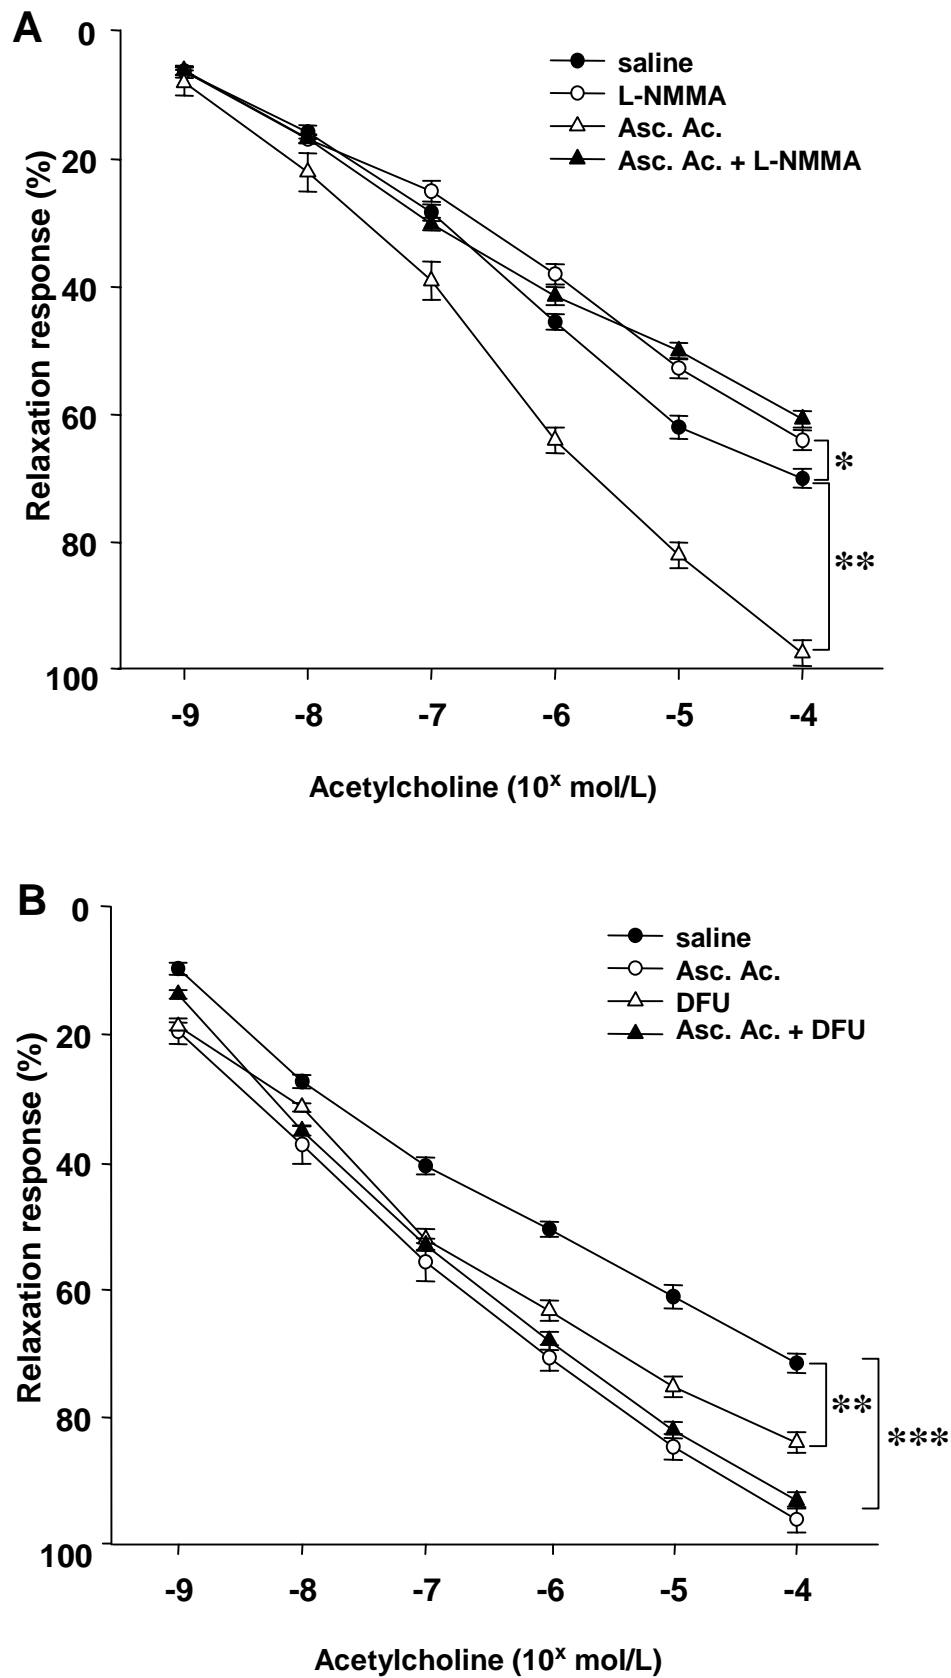 A
0
20
40
60
80
100
Relaxation response (%)
saline
L-NMMA
Asc. Ac.
Asc. Ac. + L-NMMA
*
**
-9 -8 -7 -6 -5 -4
Acetylcholine (10ˣ mol/L)
B
0
20
40
60
80
100
Relaxation response (%)
saline
Asc. Ac.
DFU
Asc. Ac. + DFU
**
***
-9 -8 -7 -6 -5 -4
Acetylcholine (10ˣ mol/L)